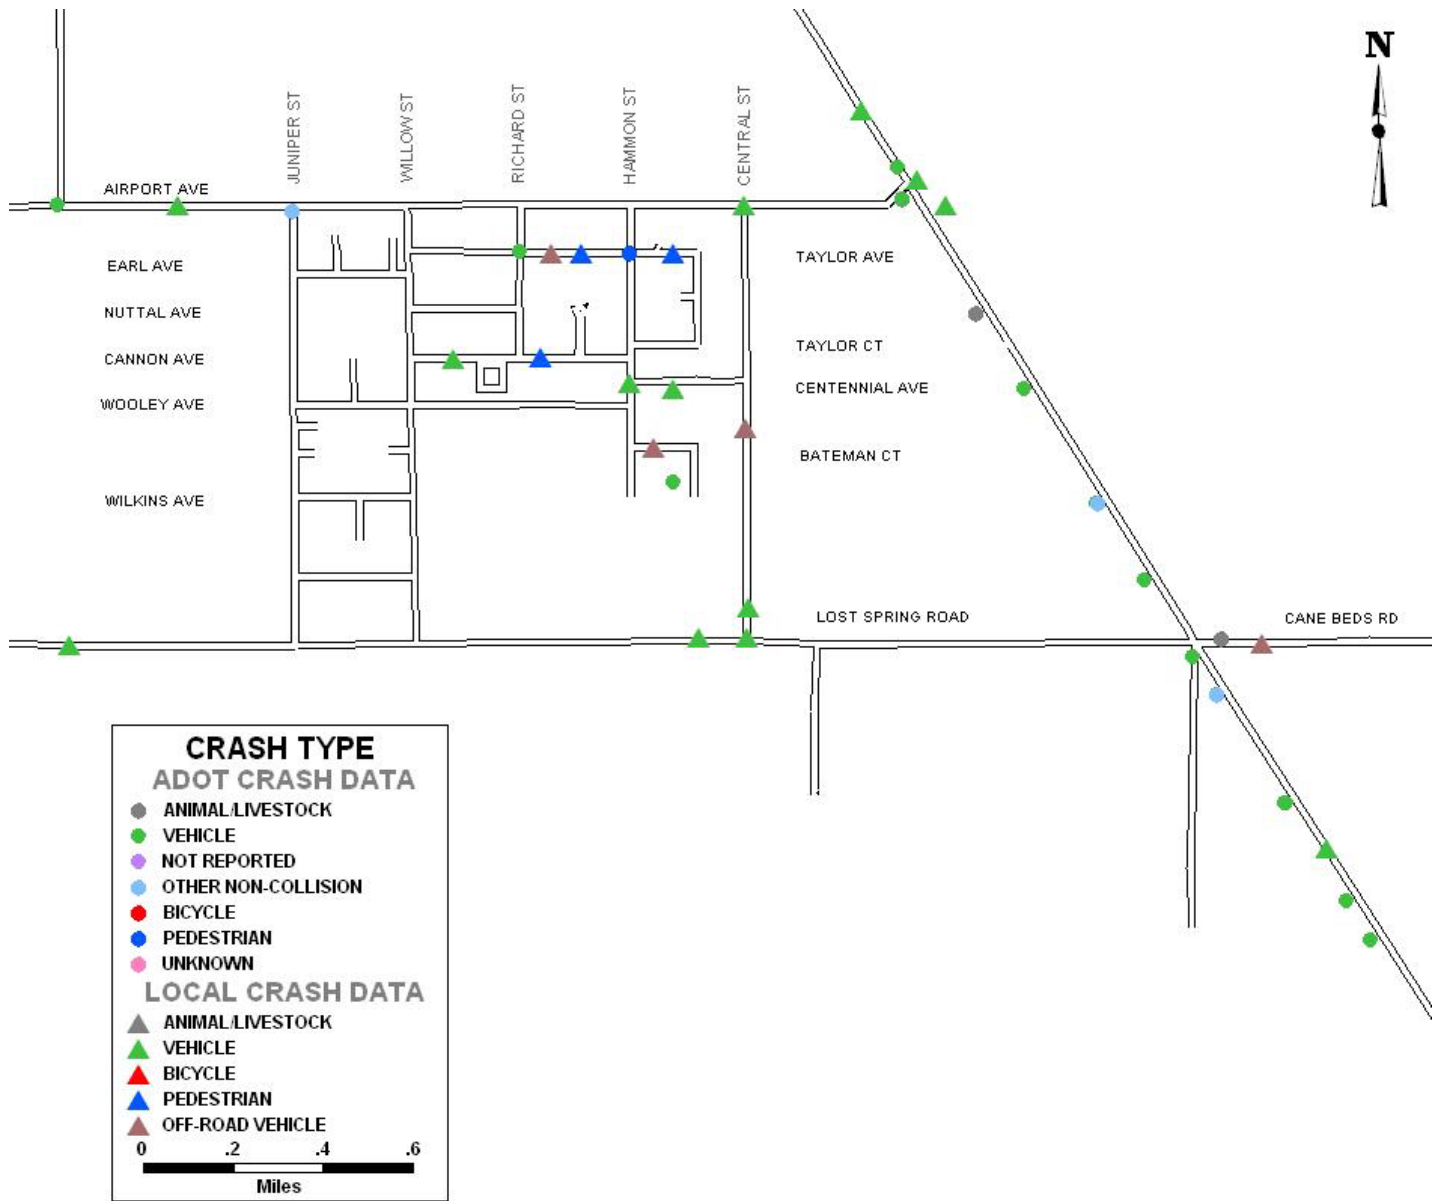 N
JUNIPER ST
WILLOW ST
RICHARD ST
HAMMON ST
CENTRAL ST
AIRPORT AVE
EARL AVE
TAYLOR AVE
NUTTAL AVE
CANNON AVE
TAYLOR CT
WOOLEY AVE
CENTENNIAL AVE
BATEMAN CT
WILKINS AVE
LOST SPRING ROAD
CANE BEDS RD
CRASH TYPE
ADOT CRASH DATA
ANIMAL/LIVESTOCK
VEHICLE
NOT REPORTED
OTHER NON-COLLISION
BICYCLE
PEDESTRIAN
UNKNOWN
LOCAL CRASH DATA
ANIMAL/LIVESTOCK
VEHICLE
BICYCLE
PEDESTRIAN
OFF-ROAD VEHICLE
0 .2 .4 .6
Miles